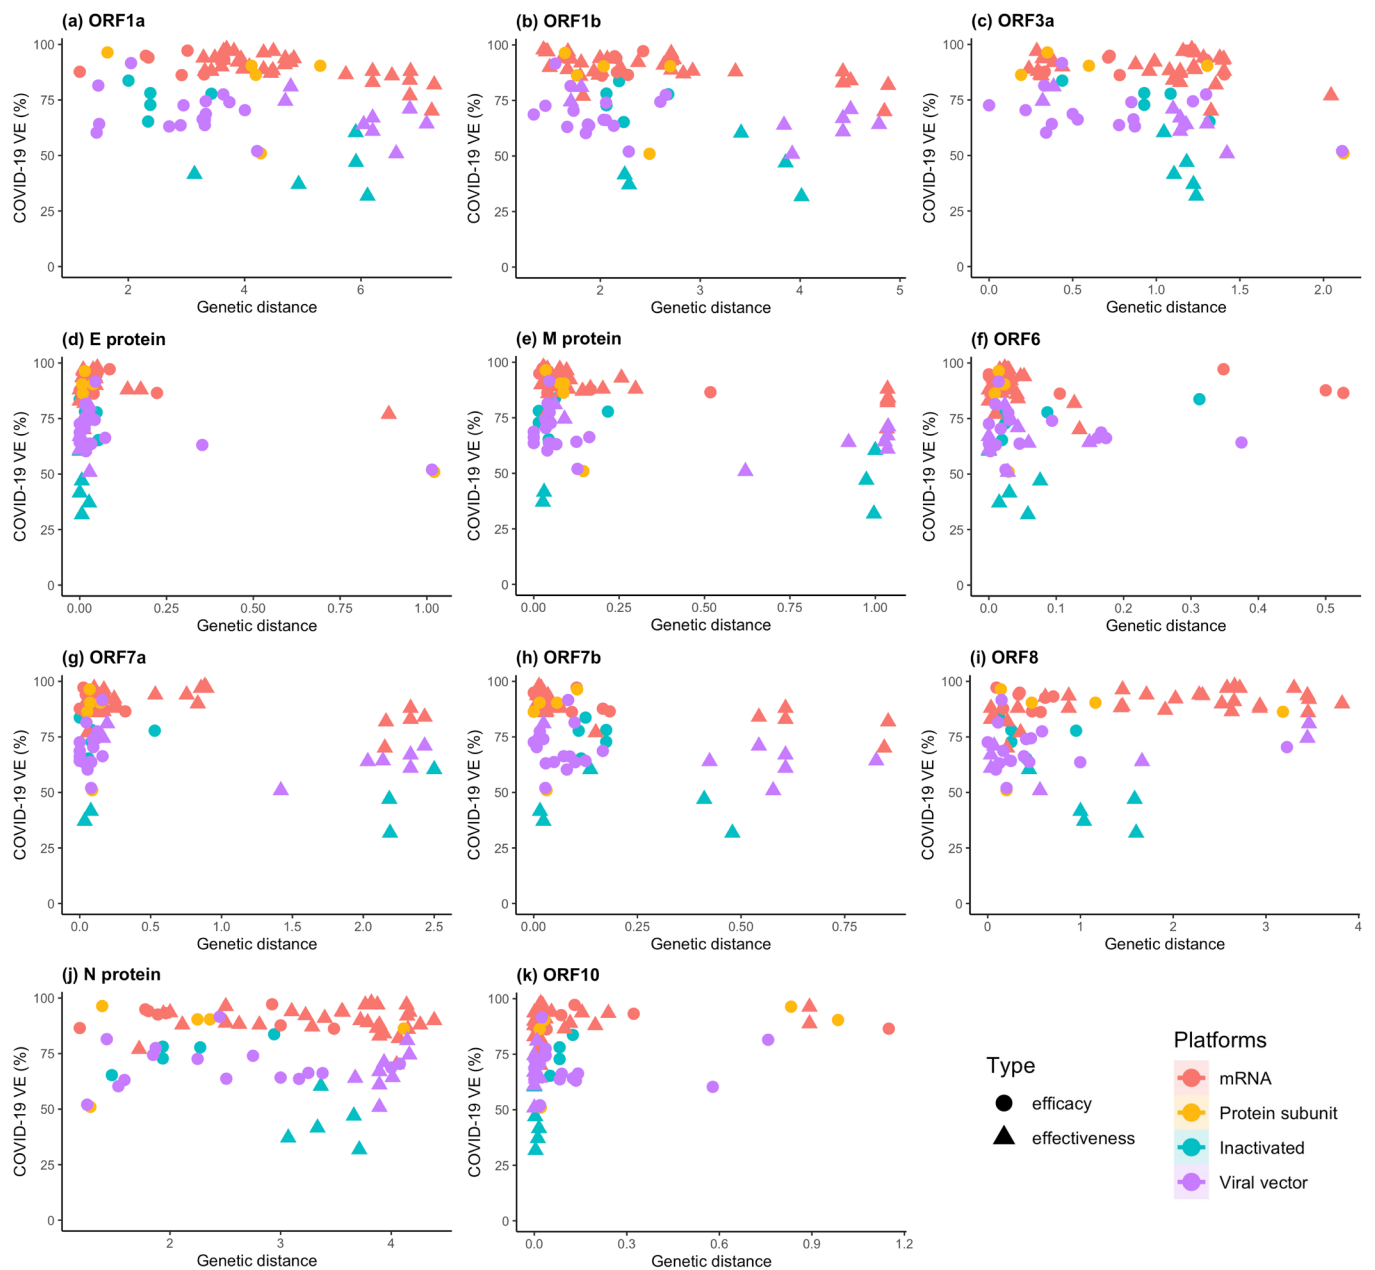 (a) ORF1a
COVID-19 VE (%)
100
75
50
25
0
2 4 6
Genetic distance
(b) ORF1b
COVID-19 VE (%)
100
75
50
25
0
2 3 4 5
Genetic distance
(c) ORF3a
COVID-19 VE (%)
100
75
50
25
0
0.0 0.5 1.0 1.5 2.0
Genetic distance
(d) E protein
COVID-19 VE (%)
100
75
50
25
0
0.00 0.25 0.50 0.75 1.00
Genetic distance
(e) M protein
COVID-19 VE (%)
100
75
50
25
0
0.00 0.25 0.50 0.75 1.00
Genetic distance
(f) ORF6
COVID-19 VE (%)
100
75
50
25
0
0.0 0.1 0.2 0.3 0.4 0.5
Genetic distance
(g) ORF7a
COVID-19 VE (%)
100
75
50
25
0
0.0 0.5 1.0 1.5 2.0 2.5
Genetic distance
(h) ORF7b
COVID-19 VE (%)
100
75
50
25
0
0.00 0.25 0.50 0.75
Genetic distance
(i) ORF8
COVID-19 VE (%)
100
75
50
25
0
0 1 2 3 4
Genetic distance
(j) N protein
COVID-19 VE (%)
100
75
50
25
0
2 3 4
Genetic distance
(k) ORF10
COVID-19 VE (%)
100
75
50
25
0
0.0 0.3 0.6 0.9 1.2
Genetic distance
Type
efficacy
effectiveness
Platforms
mRNA
Protein subunit
Inactivated
Viral vector